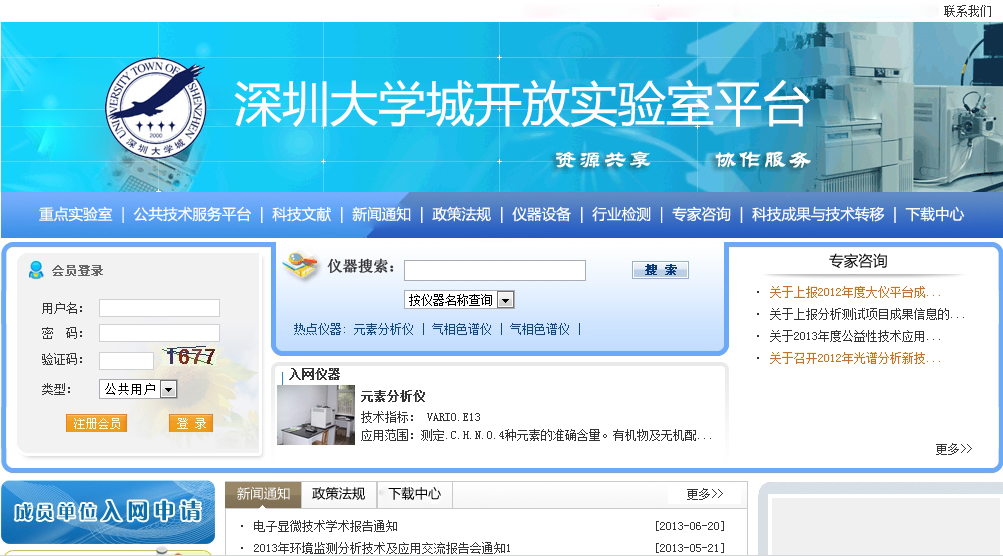 联系我们
UNIVERSITY TOWN OF SHENZHEN
2000
深圳大学城
深圳大学城开放实验室平台
资源共享 协作服务
重点实验室 | 公共技术服务平台 | 科技文献 | 新闻通知 | 政策法规 | 仪器设备 | 行业检测 | 专家咨询 | 科技成果与技术转移 | 下载中心
会员登录
用户名：
密 码：
验证码： 1677
类型： 公共用户
注册会员 登 录
仪器搜索： 搜 索
按仪器名称查询
热点仪器： 元素分析仪 | 气相色谱仪 | 气相色谱仪 |
入网仪器
元素分析仪
技术指标： VARIO.E13
应用范围：测定.C.H.N.O.4种元素的准确含量。有机物及无机配...
专家咨询
· 关于上报2012年度大仪平台成...
· 关于上报分析测试项目成果信息的...
· 关于2013年度公益性技术应用...
· 关于召开2012年光谱分析新技...
更多>>
成员单位入网申请
新闻通知 政策法规 下载中心 更多>>
· 电子显微技术学术报告通知 [2013-06-20]
· 2013年环境监测分析技术及应用交流报告会通知1 [2013-05-21]